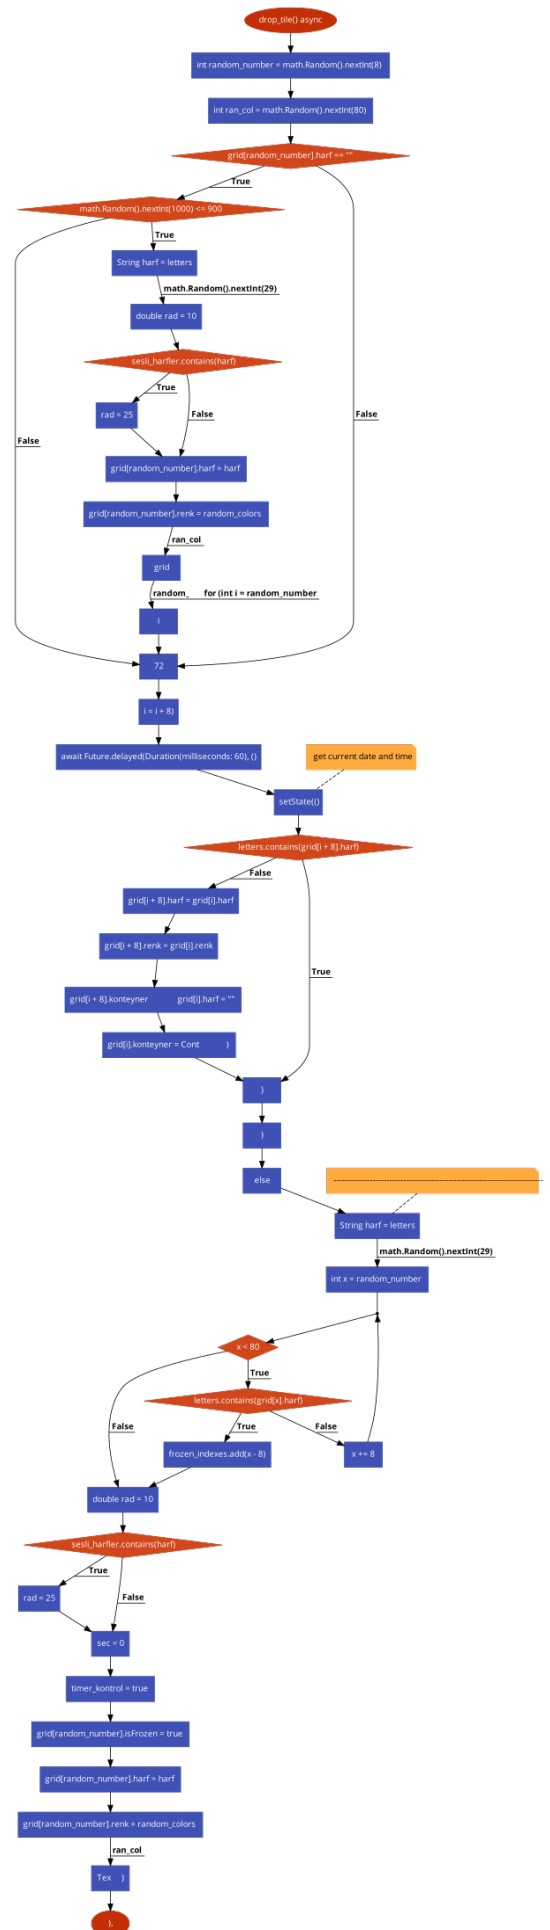 drop_tile() async
int random_number = math.Random().nextInt(8)
int ran_col = math.Random().nextInt(80)
grid[random_number].harf == ""
True
math.Random().nextInt(1000) <= 900
True
String harf = letters
math.Random().nextInt(29)
double rad = 10
sesli_harfler.contains(harf)
True
rad = 25
False
False
False
grid[random_number].harf = harf
grid[random_number].renk = random_colors
ran_col
grid
random_ for (int i = random_number
i
72
i = i + 8)
await Future.delayed(Duration(milliseconds: 60), ()
get current date and time
setState(()
letters.contains(grid[i + 8].harf)
False
grid[i + 8].harf = grid[i].harf
grid[i + 8].renk = grid[i].renk
True
grid[i + 8].konteyner grid[i].harf = ""
grid[i].konteyner = Cont )
)
)
else
String harf = letters
math.Random().nextInt(29)
int x = random_number
x < 80
True
letters.contains(grid[x].harf)
False
True
False
frozen_indexes.add(x - 8)
x += 8
double rad = 10
sesli_harfler.contains(harf)
True
rad = 25
False
sec = 0
timer_kontrol = true
grid[random_number].isFrozen = true
grid[random_number].harf = harf
grid[random_number].renk = random_colors
ran_col
Tex )
),